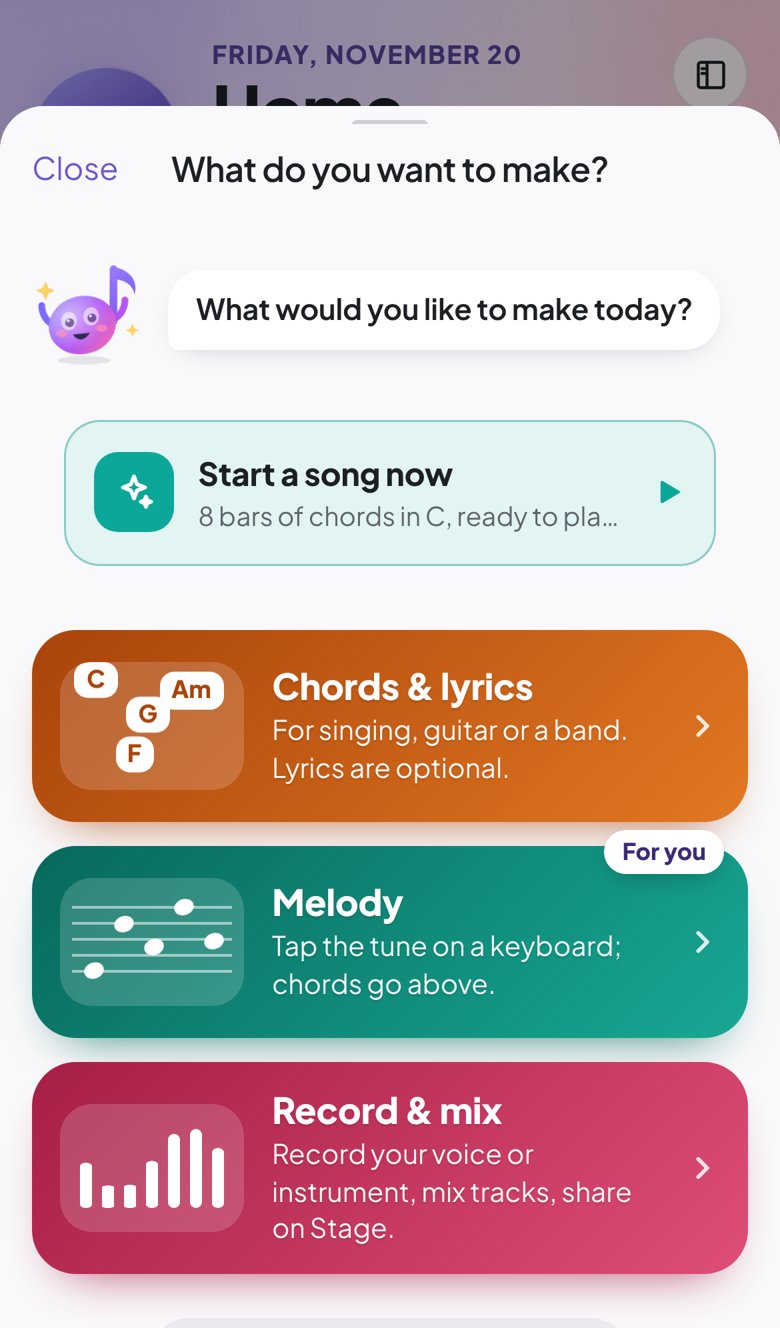 FRIDAY, NOVEMBER 20
Home
Close
What do you want to make?
What would you like to make today?
Start a song now
8 bars of chords in C, ready to pla…
C
Am
G
F
Chords & lyrics
For singing, guitar or a band.
Lyrics are optional.
For you
Melody
Tap the tune on a keyboard;
chords go above.
Record & mix
Record your voice or
instrument, mix tracks, share
on Stage.